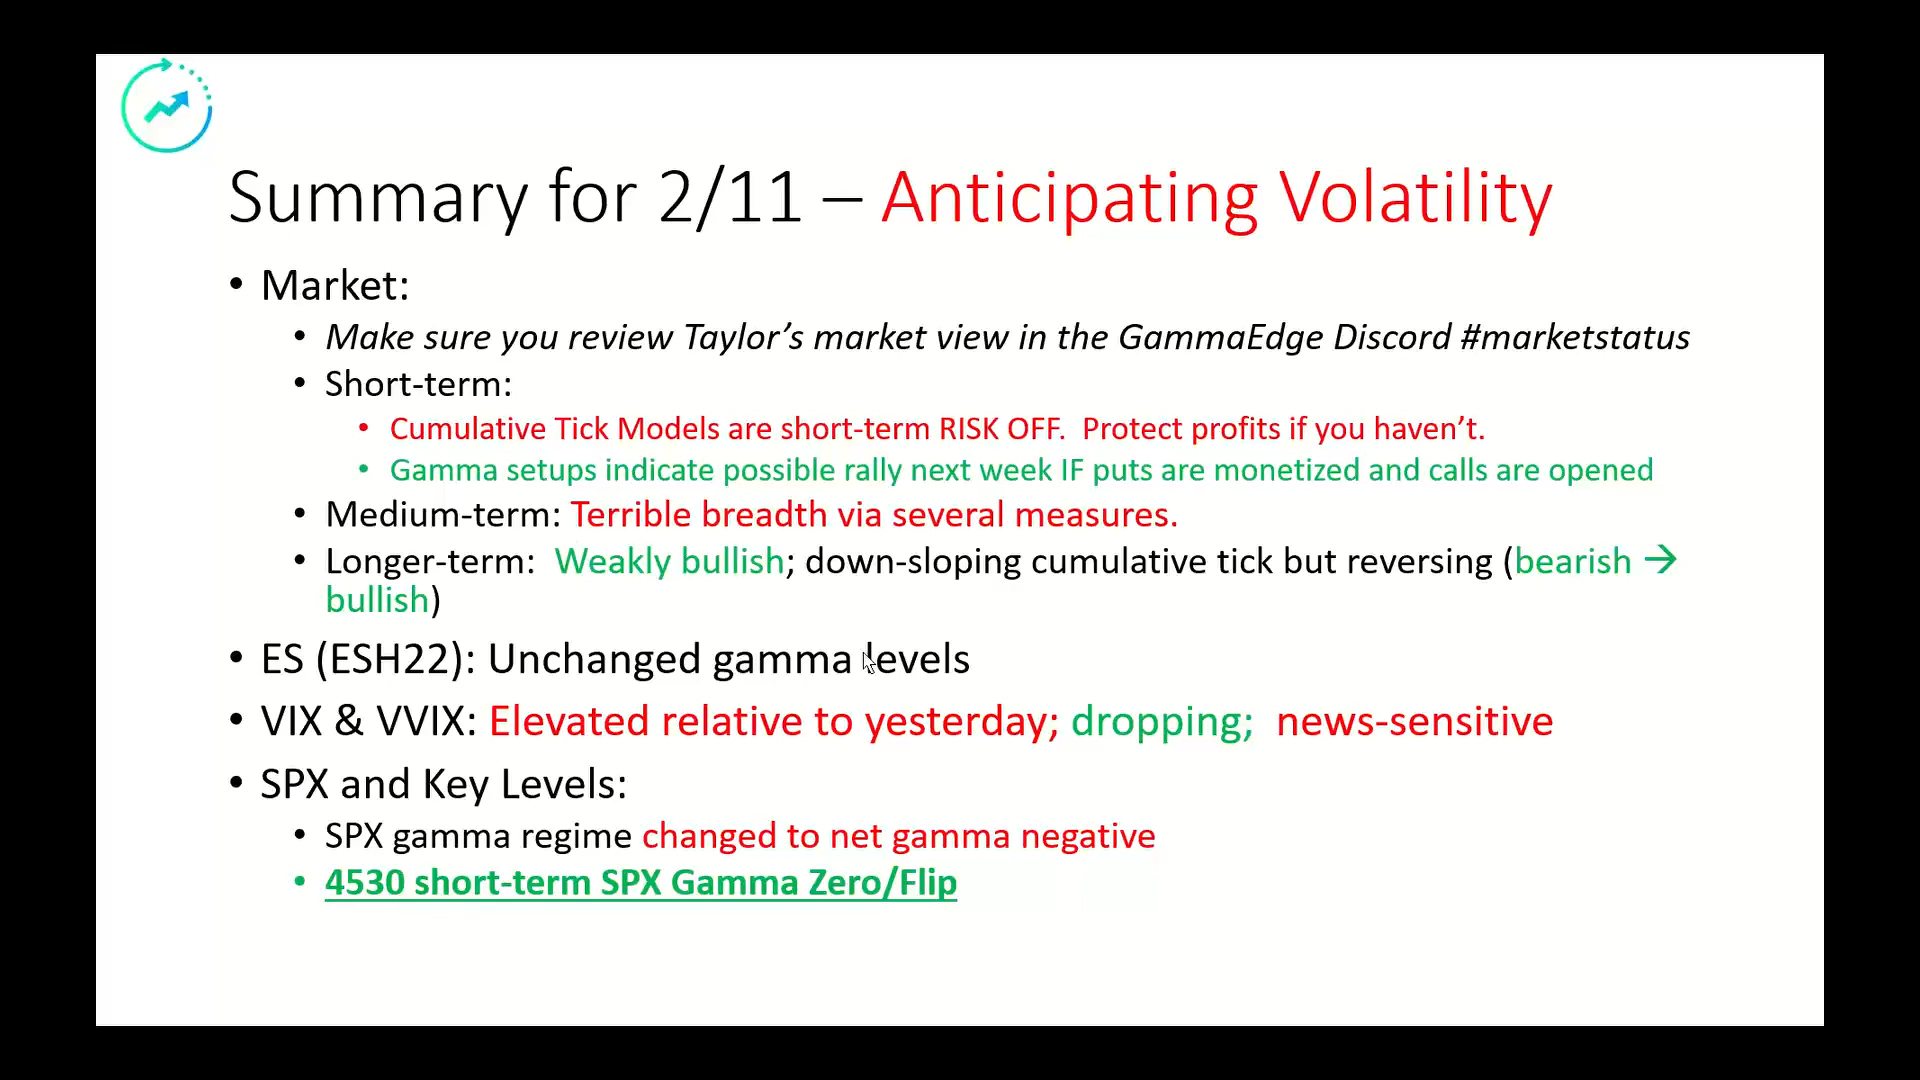 Summary for 2/11 – Anticipating Volatility
• Market:
• Make sure you review Taylor’s market view in the GammaEdge Discord #marketstatus
• Short-term:
• Cumulative Tick Models are short-term RISK OFF.  Protect profits if you haven’t.
• Gamma setups indicate possible rally next week IF puts are monetized and calls are opened
• Medium-term: Terrible breadth via several measures.
• Longer-term:  Weakly bullish; down-sloping cumulative tick but reversing (bearish →
bullish)
• ES (ESH22): Unchanged gamma levels
• VIX & VVIX: Elevated relative to yesterday; dropping;  news-sensitive
• SPX and Key Levels:
• SPX gamma regime changed to net gamma negative
• 4530 short-term SPX Gamma Zero/Flip